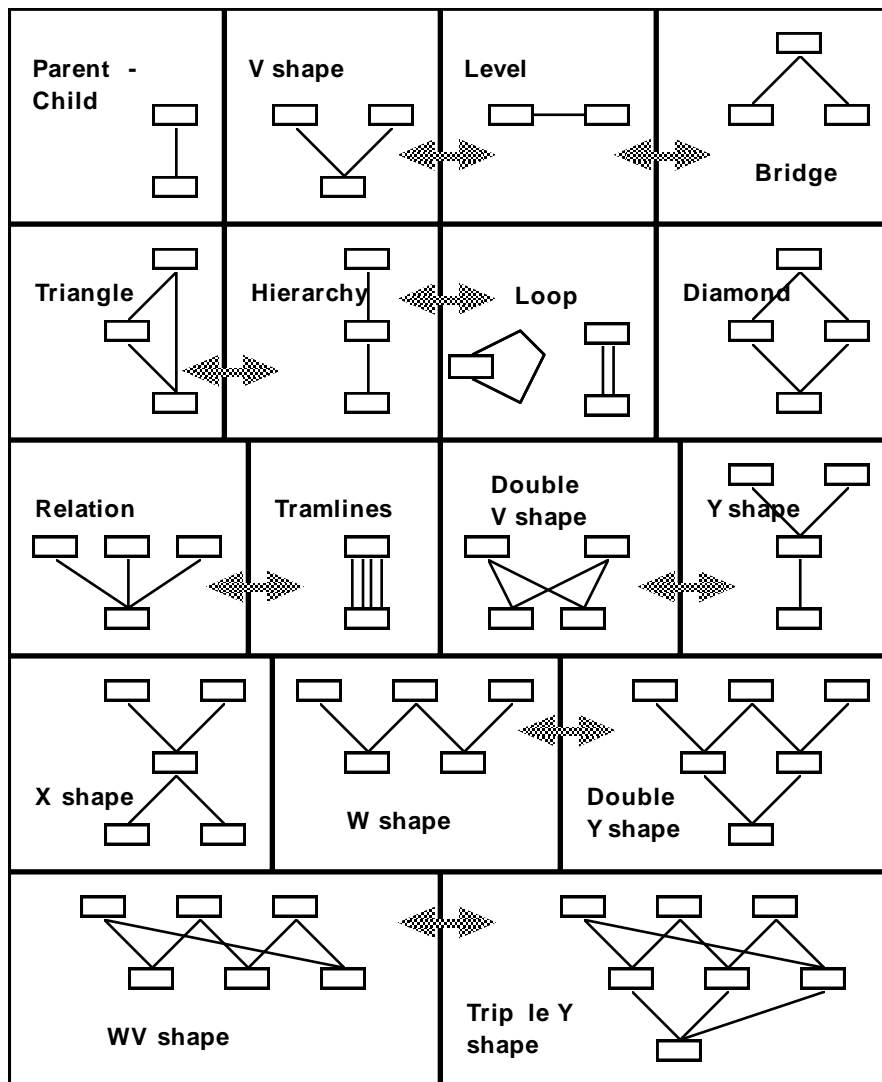 Parent -
Child
V shape
Level
Bridge
Triangle
Hierarchy
Loop
Diamond
Relation
Tramlines
Double
V shape
Y shape
X shape
W shape
Double
Y shape
WV shape
Trip le Y
shape